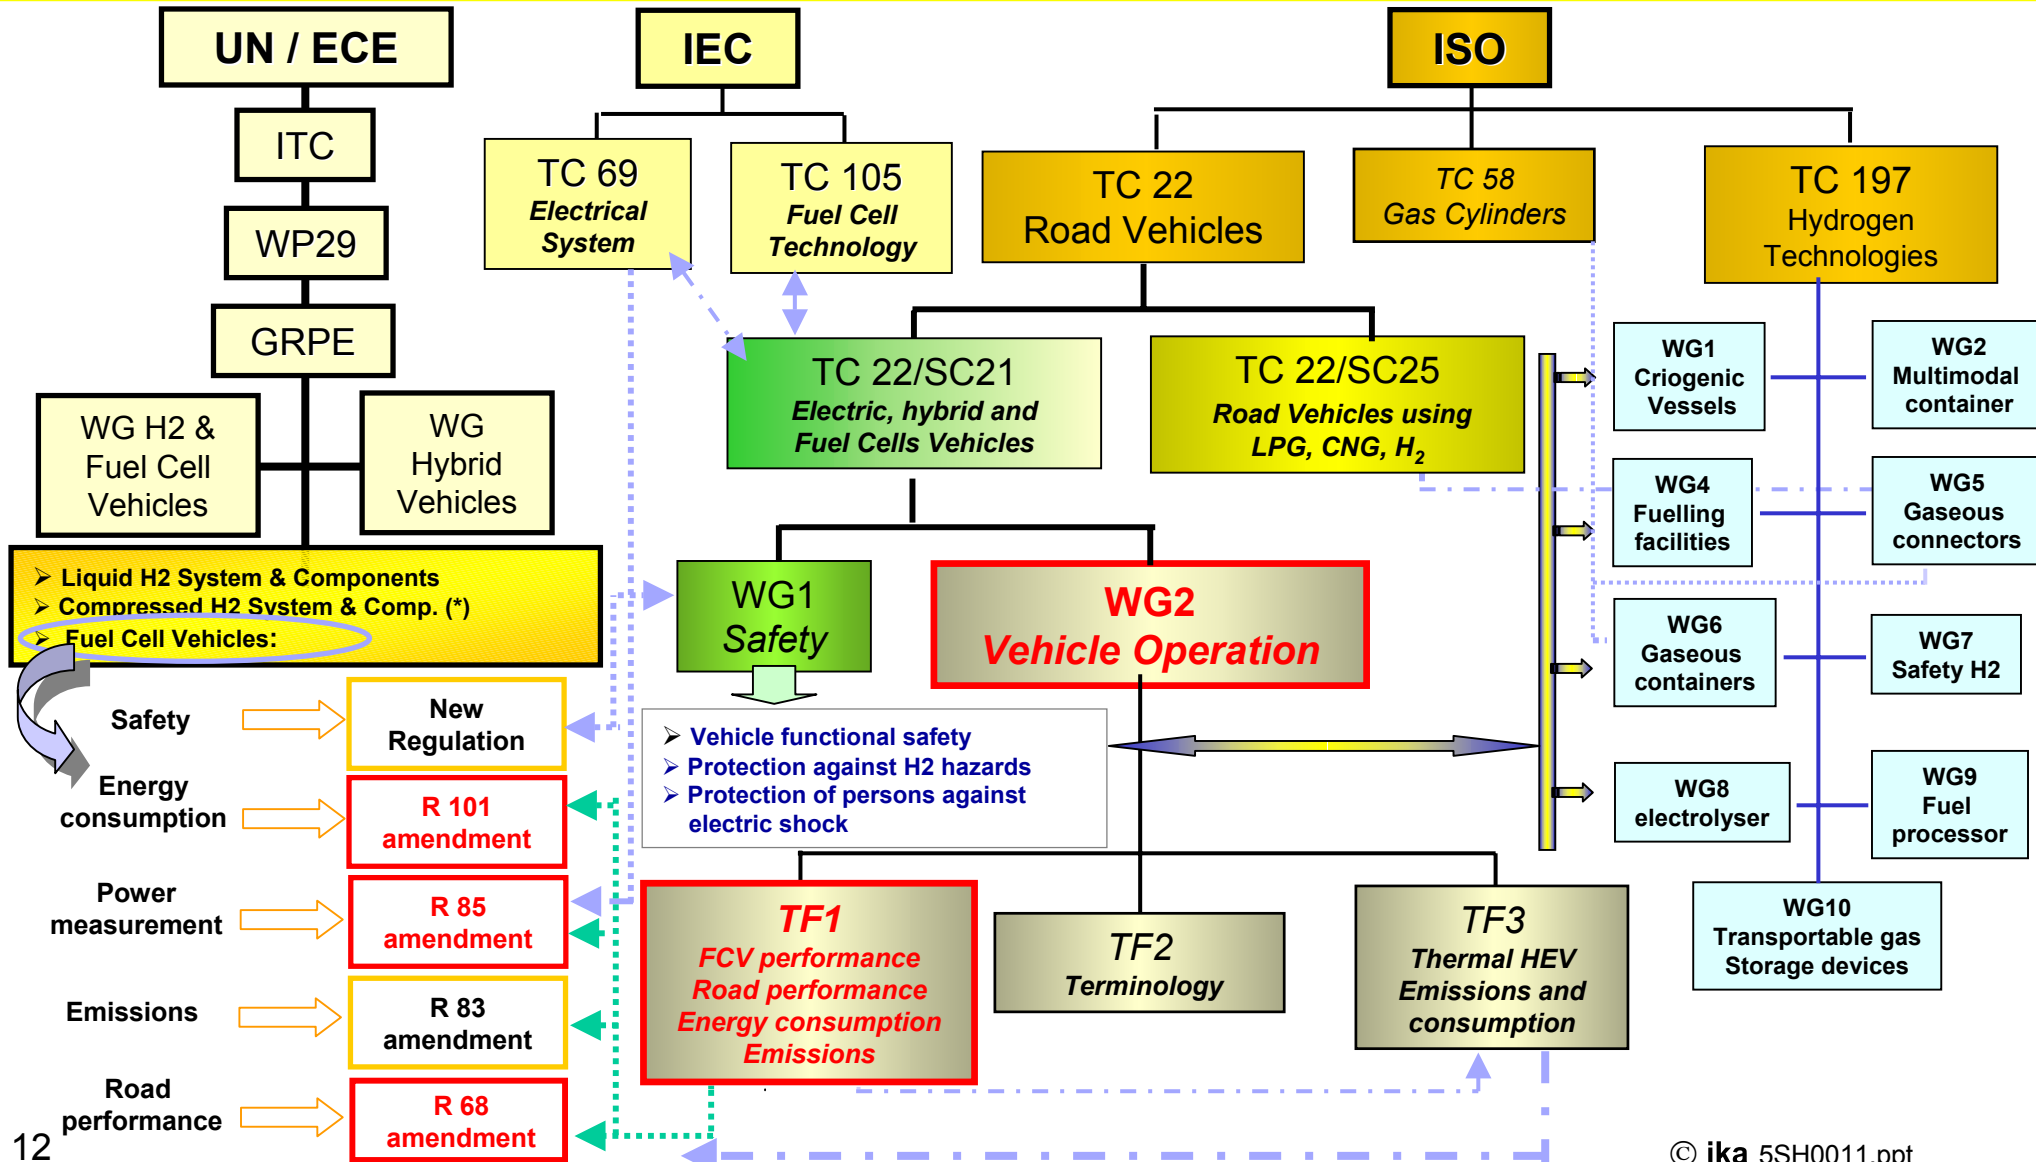 UN / ECE
ITC
WP29
GRPE
WG H2 &
Fuel Cell
Vehicles
WG
Hybrid
Vehicles
➢ Liquid H2 System & Components
➢ Compressed H2 System & Comp. (*)
➢ Fuel Cell Vehicles:
Safety
New
Regulation
Energy
consumption
R 101
amendment
Power
measurement
R 85
amendment
Emissions
R 83
amendment
Road
performance
R 68
amendment
12
IEC
TC 69
Electrical
System
TC 105
Fuel Cell
Technology
ISO
TC 22
Road Vehicles
TC 58
Gas Cylinders
TC 197
Hydrogen
Technologies
TC 22/SC21
Electric, hybrid and
Fuel Cells Vehicles
TC 22/SC25
Road Vehicles using
LPG, CNG, H2
WG1
Safety
WG2
Vehicle Operation
➢ Vehicle functional safety
➢ Protection against H2 hazards
➢ Protection of persons against
electric shock
TF1
FCV performance
Road performance
Energy consumption
Emissions
TF2
Terminology
TF3
Thermal HEV
Emissions and
consumption
WG1
Criogenic
Vessels
WG2
Multimodal
container
WG4
Fuelling
facilities
WG5
Gaseous
connectors
WG6
Gaseous
containers
WG7
Safety H2
WG8
electrolyser
WG9
Fuel
processor
WG10
Transportable gas
Storage devices
© ika 5SH0011.ppt